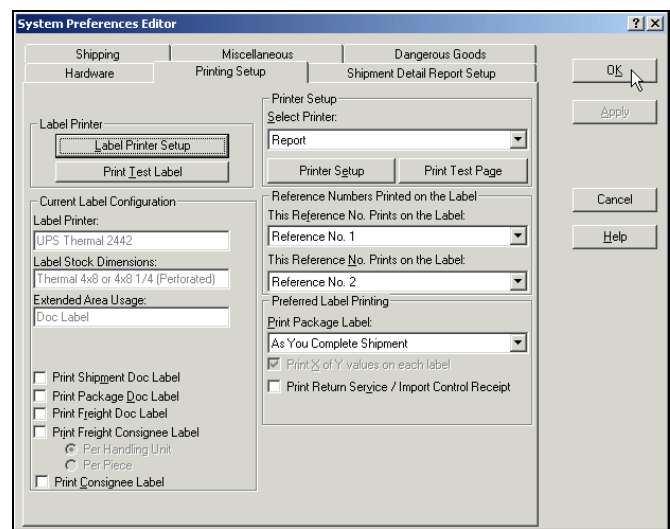 System Preferences Editor
Shipping
Miscellaneous
Dangerous Goods
Hardware
Printing Setup
Shipment Detail Report Setup
Label Printer
Label Printer Setup
Print Test Label
Current Label Configuration
Label Printer:
UPS Thermal 2442
Label Stock Dimensions:
Thermal 4x8 or 4x8 1/4 (Perforated)
Extended Area Usage:
Doc Label
Print Shipment Doc Label
Print Package Doc Label
Print Freight Doc Label
Print Freight Consignee Label
Per Handling Unit
Per Piece
Print Consignee Label
Printer Setup
Select Printer:
Report
Printer Setup
Print Test Page
Reference Numbers Printed on the Label
This Reference No. Prints on the Label:
Reference No. 1
This Reference No. Prints on the Label:
Reference No. 2
Preferred Label Printing
Print Package Label:
As You Complete Shipment
Print X of Y values on each label
Print Return Service / Import Control Receipt
OK
Apply
Cancel
Help